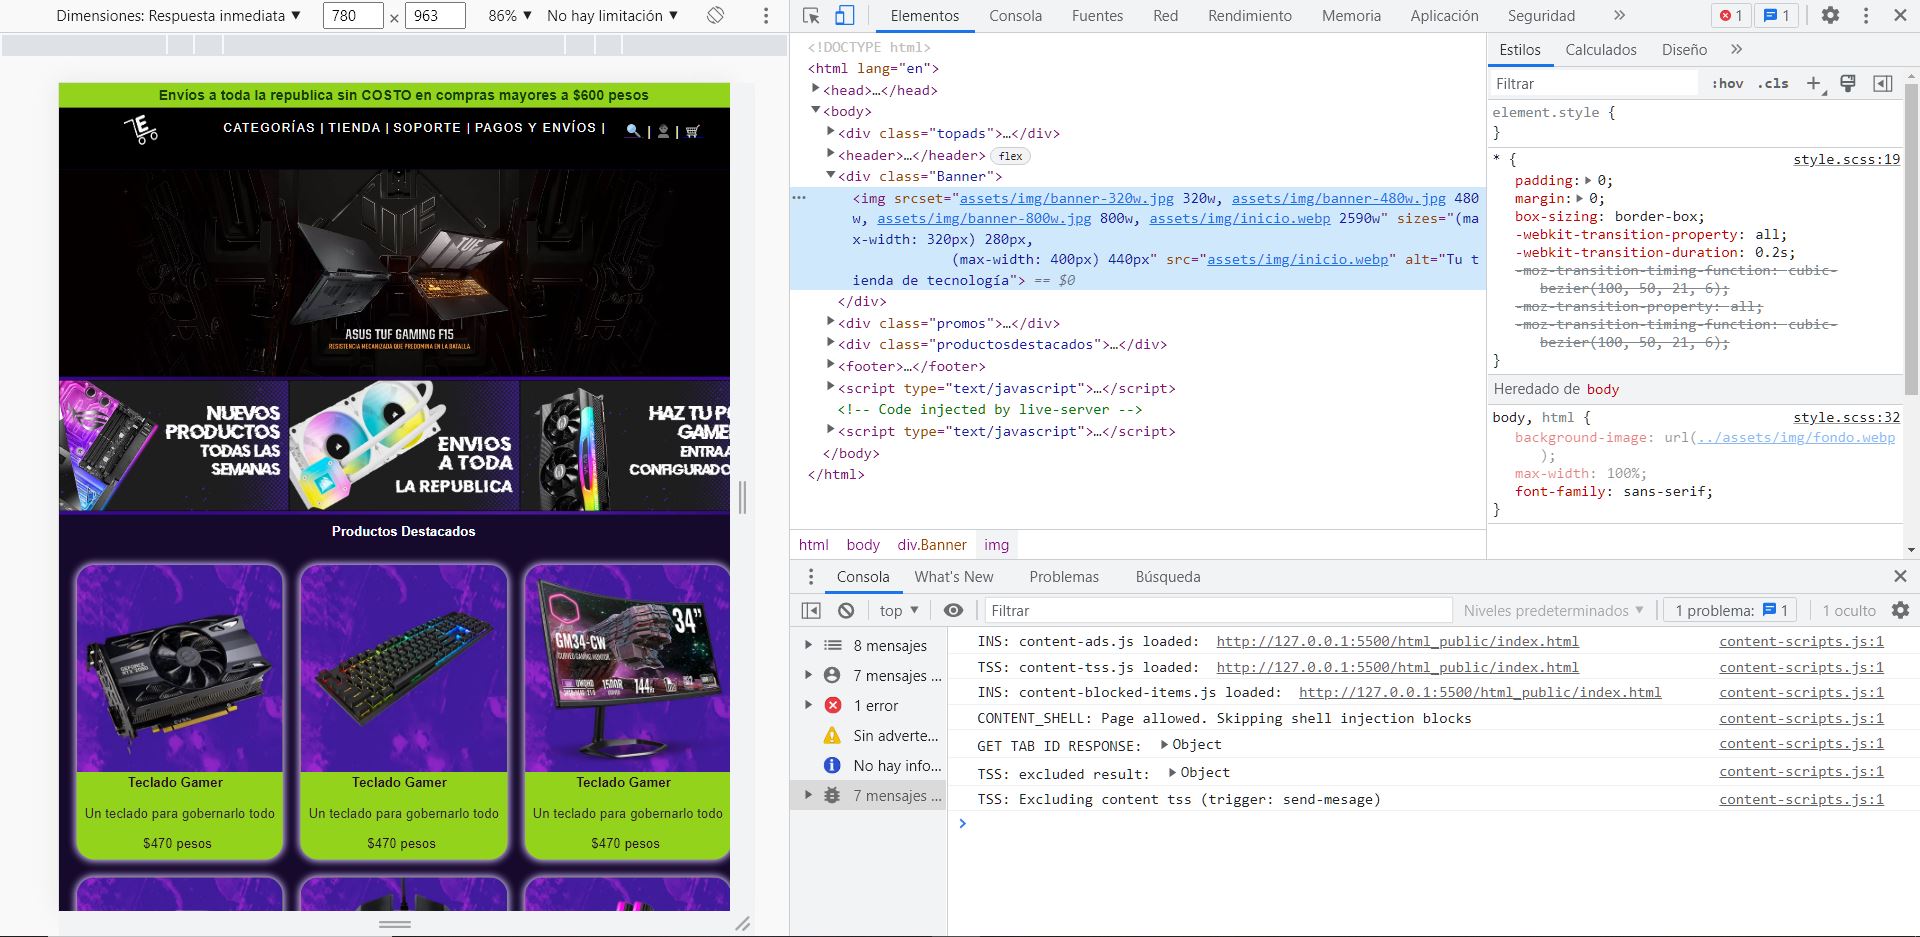 Dimensiones: Respuesta inmediata ▼ 780 × 963 86% ▼ No hay limitación ▼
Elementos Consola Fuentes Red Rendimiento Memoria Aplicación Seguridad » 1 1
Envíos a toda la republica sin COSTO en compras mayores a $600 pesos
E
CATEGORÍAS | TIENDA | SOPORTE | PAGOS Y ENVÍOS | | |
TUF
ASUS TUF GAMING F15
RESISTENCIA MECANIZADA QUE PREDOMINA EN LA BATALLA
NUEVOS
PRODUCTOS
TODAS LAS
SEMANAS
ENVIOS
A TODA
LA REPUBLICA
HAZ TU P
GAME
ENTRA A
CONFIGURADO
Productos Destacados
GEFORCE
EVGA
34"
GM34-CW
CURVED GAMING MONITOR
UWQHD 1500R 144Hz
Teclado Gamer Teclado Gamer Teclado Gamer
Un teclado para gobernarlo todo Un teclado para gobernarlo todo Un teclado para gobernarlo todo
$470 pesos $470 pesos $470 pesos
<!DOCTYPE html>
<html lang="en">
<head>…</head>
<body>
<div class="topads">…</div>
<header>…</header> flex
<div class="Banner">
<img srcset="assets/img/banner-320w.jpg 320w, assets/img/banner-480w.jpg 480
w, assets/img/banner-800w.jpg 800w, assets/img/inicio.webp 2590w" sizes="(ma
x-width: 320px) 280px,
(max-width: 400px) 440px" src="assets/img/inicio.webp" alt="Tu t
ienda de tecnología"> == $0
</div>
<div class="promos">…</div>
<div class="productosdestacados">…</div>
<footer>…</footer>
<script type="text/javascript">…</script>
<!-- Code injected by live-server -->
<script type="text/javascript">…</script>
</body>
</html>
html body div.Banner img
Estilos Calculados Diseño »
Filtrar :hov .cls +
element.style {
}
* { style.scss:19
padding: 0;
margin: 0;
box-sizing: border-box;
-webkit-transition-property: all;
-webkit-transition-duration: 0.2s;
-moz-transition-timing-function: cubic-
bezier(100, 50, 21, 6);
-moz-transition-property: all;
-moz-transition-timing-function: cubic-
bezier(100, 50, 21, 6);
}
Heredado de body
body, html { style.scss:32
background-image: url(../assets/img/fondo.webp
);
max-width: 100%;
font-family: sans-serif;
}
Consola What's New Problemas Búsqueda
top ▼ Filtrar Niveles predeterminados ▼ 1 problema: 1 1 oculto
8 mensajes
7 mensajes ...
1 error
Sin adverte...
No hay info...
7 mensajes ...
INS: content-ads.js loaded: http://127.0.0.1:5500/html_public/index.html content-scripts.js:1
TSS: content-tss.js loaded: http://127.0.0.1:5500/html_public/index.html content-scripts.js:1
INS: content-blocked-items.js loaded: http://127.0.0.1:5500/html_public/index.html content-scripts.js:1
CONTENT_SHELL: Page allowed. Skipping shell injection blocks content-scripts.js:1
GET TAB ID RESPONSE: Object content-scripts.js:1
TSS: excluded result: Object content-scripts.js:1
TSS: Excluding content tss (trigger: send-mesage) content-scripts.js:1